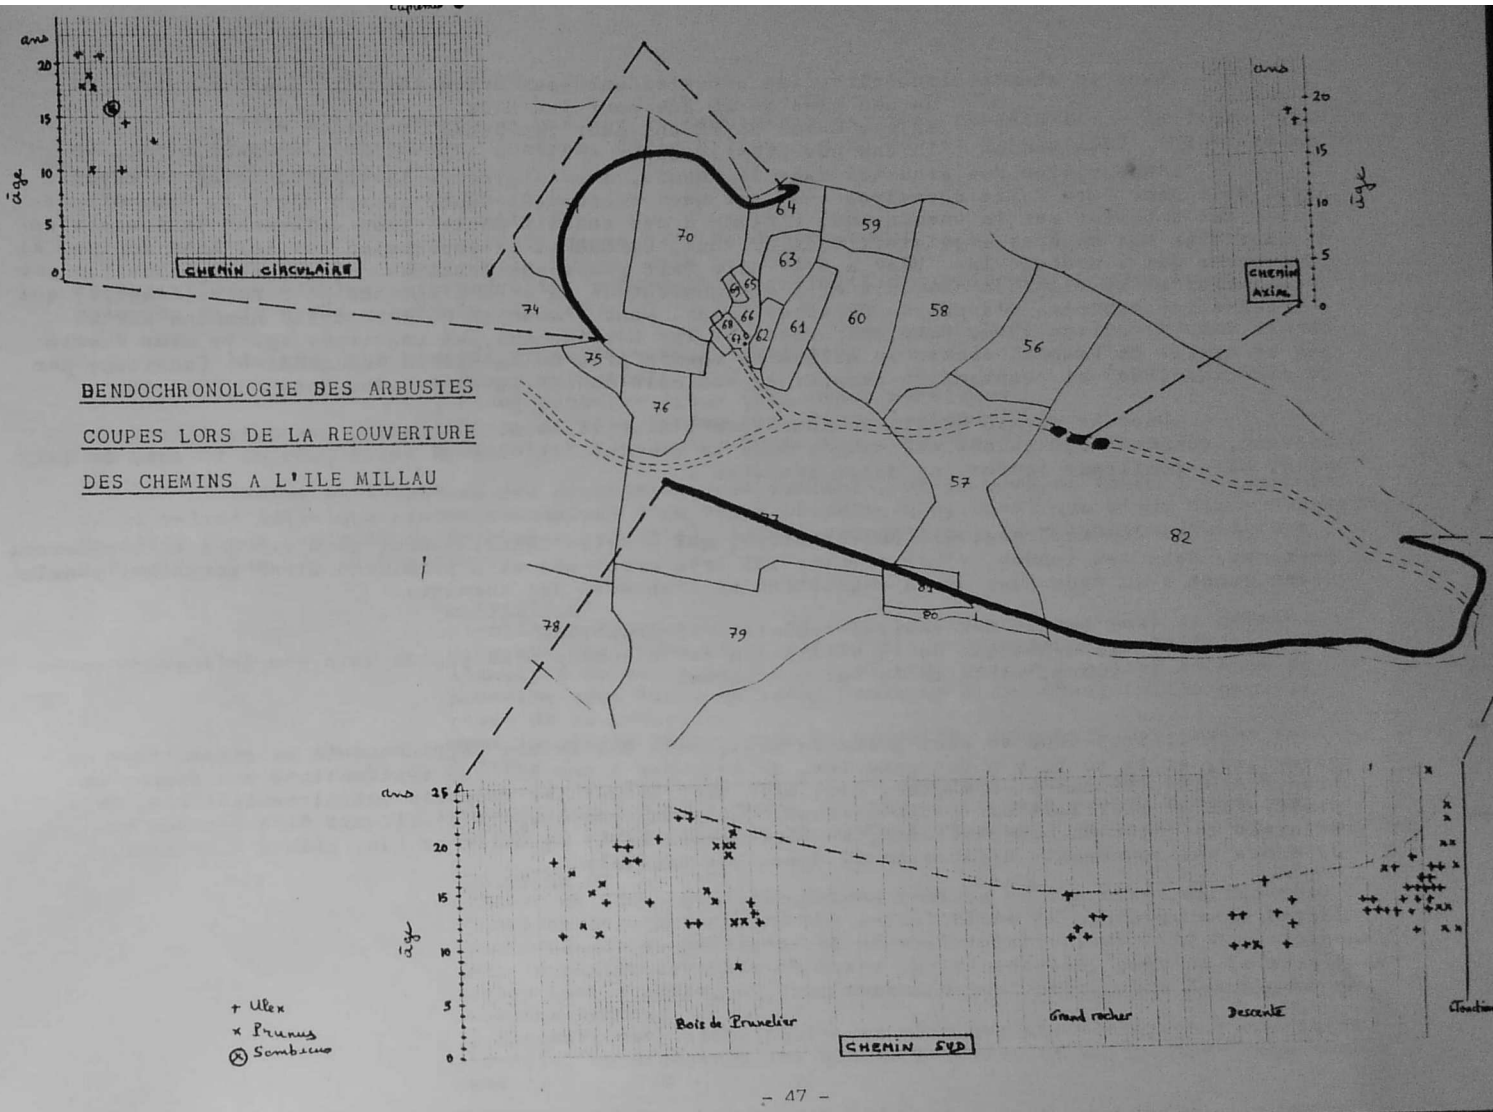 ans
20
15
10
5
0
âge
CHEMIN CIRCULAIRE
ans
20
15
10
5
0
âge
CHEMIN
AXIAL
BENDOCHRONOLOGIE BES ARBUSTES
COUPES LORS DE LA REOUVERTURE
DES CHEMINS A L'ILE MILLAU
64
59
70
63
65
74
66
68
67
62
61
60
58
56
75
76
57
77
82
81
80
78
79
ans
25
20
15
10
5
0
âge
+ Ulex
x Prunus
ⓧ Sambucus
Bois de Prunelier
Grand rocher
Descente
CHEMIN SUD
- 47 -